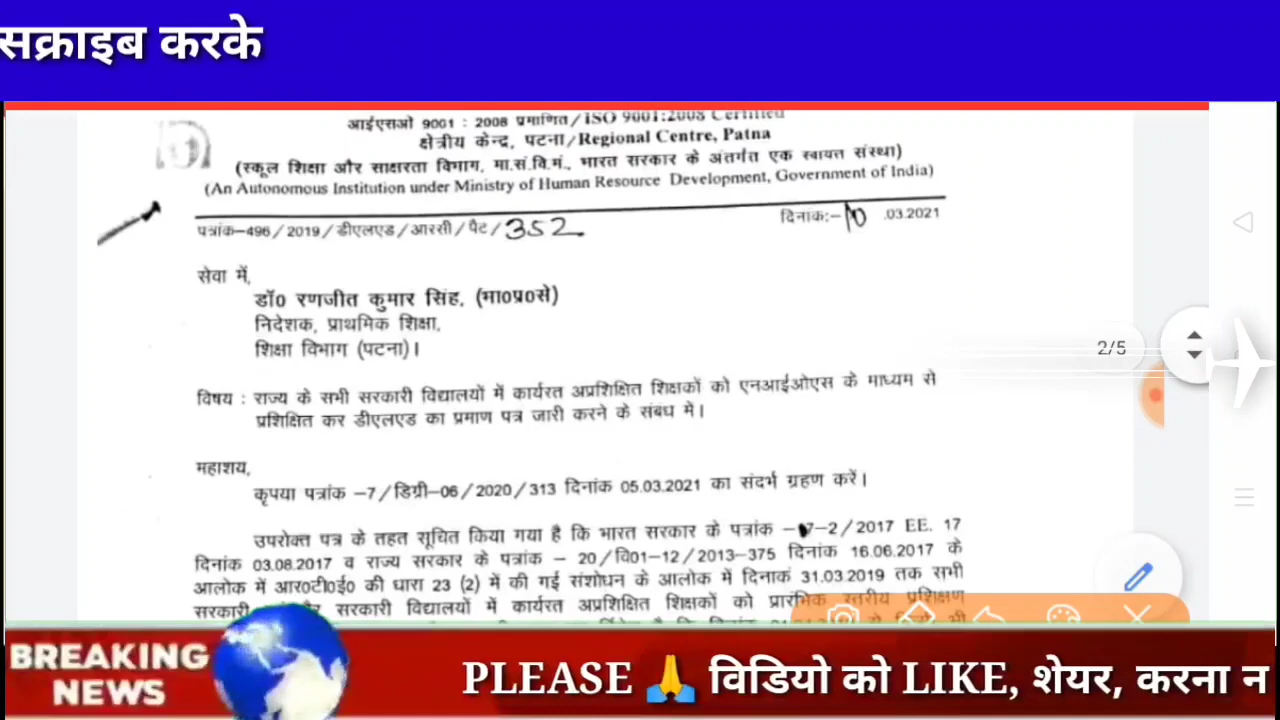 सक्राइब करके
आईएसओ 9001 : 2008 प्रमाणित/ISO 9001:2008 Certified
क्षेत्रीय केन्द्र, पटना/Regional Centre, Patna
(स्कूल शिक्षा और साक्षरता विभाग, मा.सं.वि.मं., भारत सरकार के अंतर्गत एक स्वायत संस्था)
(An Autonomous Institution under Ministry of Human Resource Development, Government of India)
पत्रांक-496/2019/डीएलएड/आरसी/पैट/352 दिनाकः-10 .03.2021
सेवा में,
डॉ0 रणजीत कुमार सिंह, (भा0प्र0से)
निदेशक, प्राथमिक शिक्षा,
शिक्षा विभाग (पटना)।
2/5
विषय : राज्य के सभी सरकारी विद्यालयों में कार्यरत अप्रशिक्षित शिक्षकों को एनआईओएस के माध्यम से
प्रशिक्षित कर डीएलएड का प्रमाण पत्र जारी करने के संबध में।
महाशय,
कृपया पत्रांक -7/डिग्री-06/2020/313 दिनांक 05.03.2021 का संदर्भ ग्रहण करें।
उपरोक्त पत्र के तहत सूचित किया गया है कि भारत सरकार के पत्रांक -17-2/2017 EE. 17
दिनांक 03.08.2017 व राज्य सरकार के पत्रांक - 20/वि01-12/2013-375 दिनांक 16.06.2017 के
आलोक में आर0टी0ई0 की धारा 23 (2) में की गई संशोधन के आलोक में दिनाक 31.03.2019 तक सभी
सरकारी सरकारी विद्यालयों में कार्यरत अप्रशिक्षित शिक्षकों को प्रारंभिक स्तरीय प्रशिक्षण
BREAKING
NEWS
PLEASE 🙏 विडियो को LIKE, शेयर, करना न